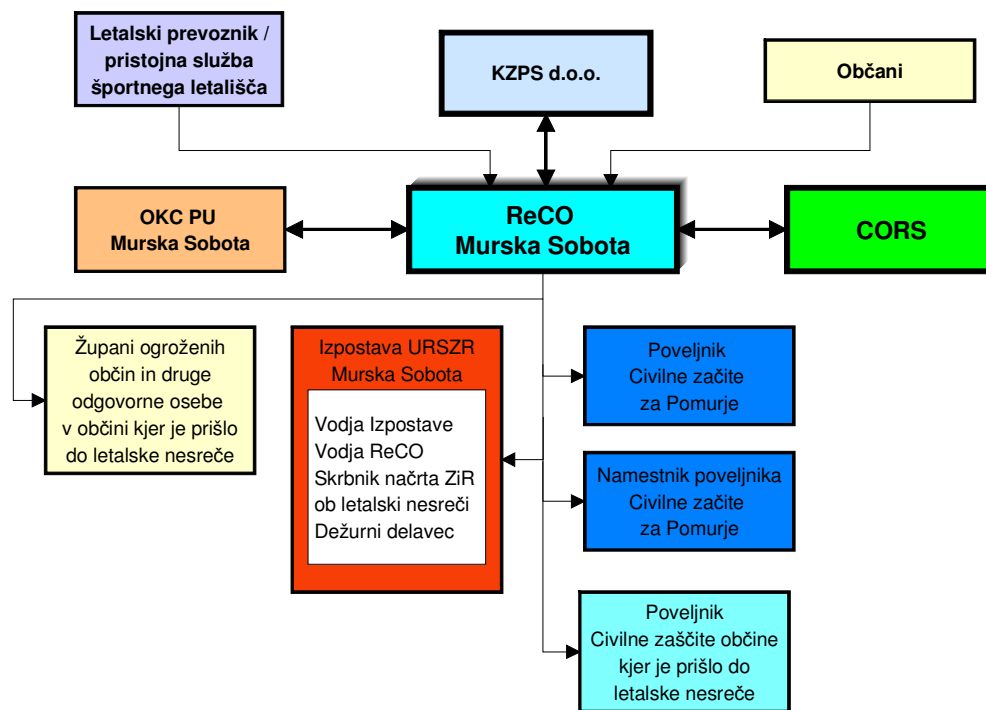 Letalski prevoznik /
pristojna služba
športnega letališča
KZPS d.o.o.
Občani
OKC PU
Murska Sobota
ReCO
Murska Sobota
CORS
Župani ogroženih
občin in druge
odgovorne osebe
v občini kjer je prišlo
do letalske nesreče
Izpostava URSZR
Murska Sobota
Vodja Izpostave
Vodja ReCO
Skrbnik načrta ZiR
ob letalski nesreči
Dežurni delavec
Poveljnik
Civilne začite
za Pomurje
Namestnik poveljnika
Civilne začite
za Pomurje
Poveljnik
Civilne zaščite občine
kjer je prišlo do
letalske nesreče